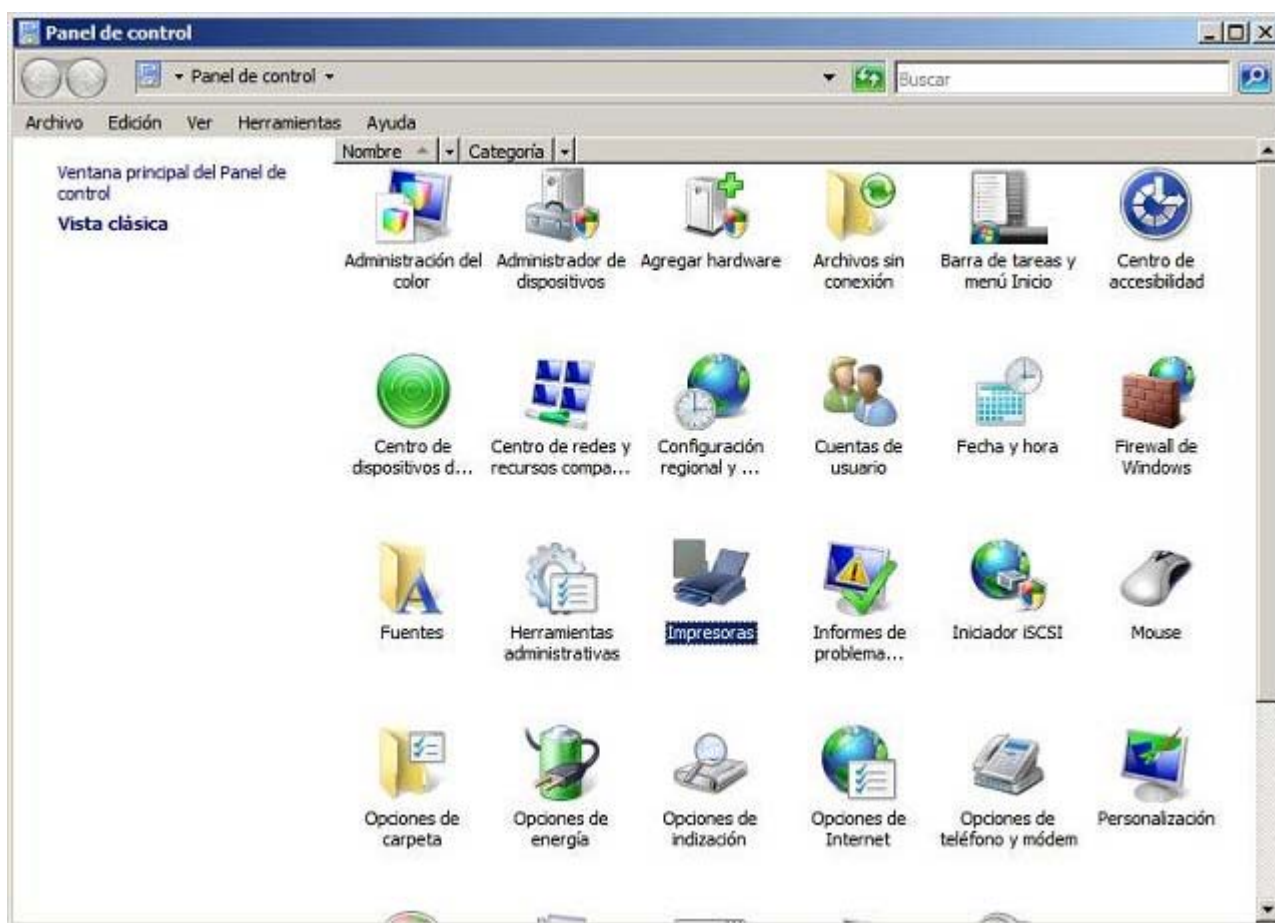 Panel de control
Panel de control
Buscar
Archivo Edición Ver Herramientas Ayuda
Nombre Categoría
Ventana principal del Panel de
control
Vista clásica
Administración del
color
Administrador de
dispositivos
Agregar hardware
Archivos sin
conexión
Barra de tareas y
menú Inicio
Centro de
accesibilidad
Centro de
dispositivos d...
Centro de redes y
recursos compa...
Configuración
regional y ...
Cuentas de
usuario
Fecha y hora
Firewall de
Windows
Fuentes
Herramientas
administrativas
Impresoras
Informes de
problema...
Iniciador iSCSI
Mouse
Opciones de
carpeta
Opciones de
energía
Opciones de
indización
Opciones de
Internet
Opciones de
teléfono y módem
Personalización